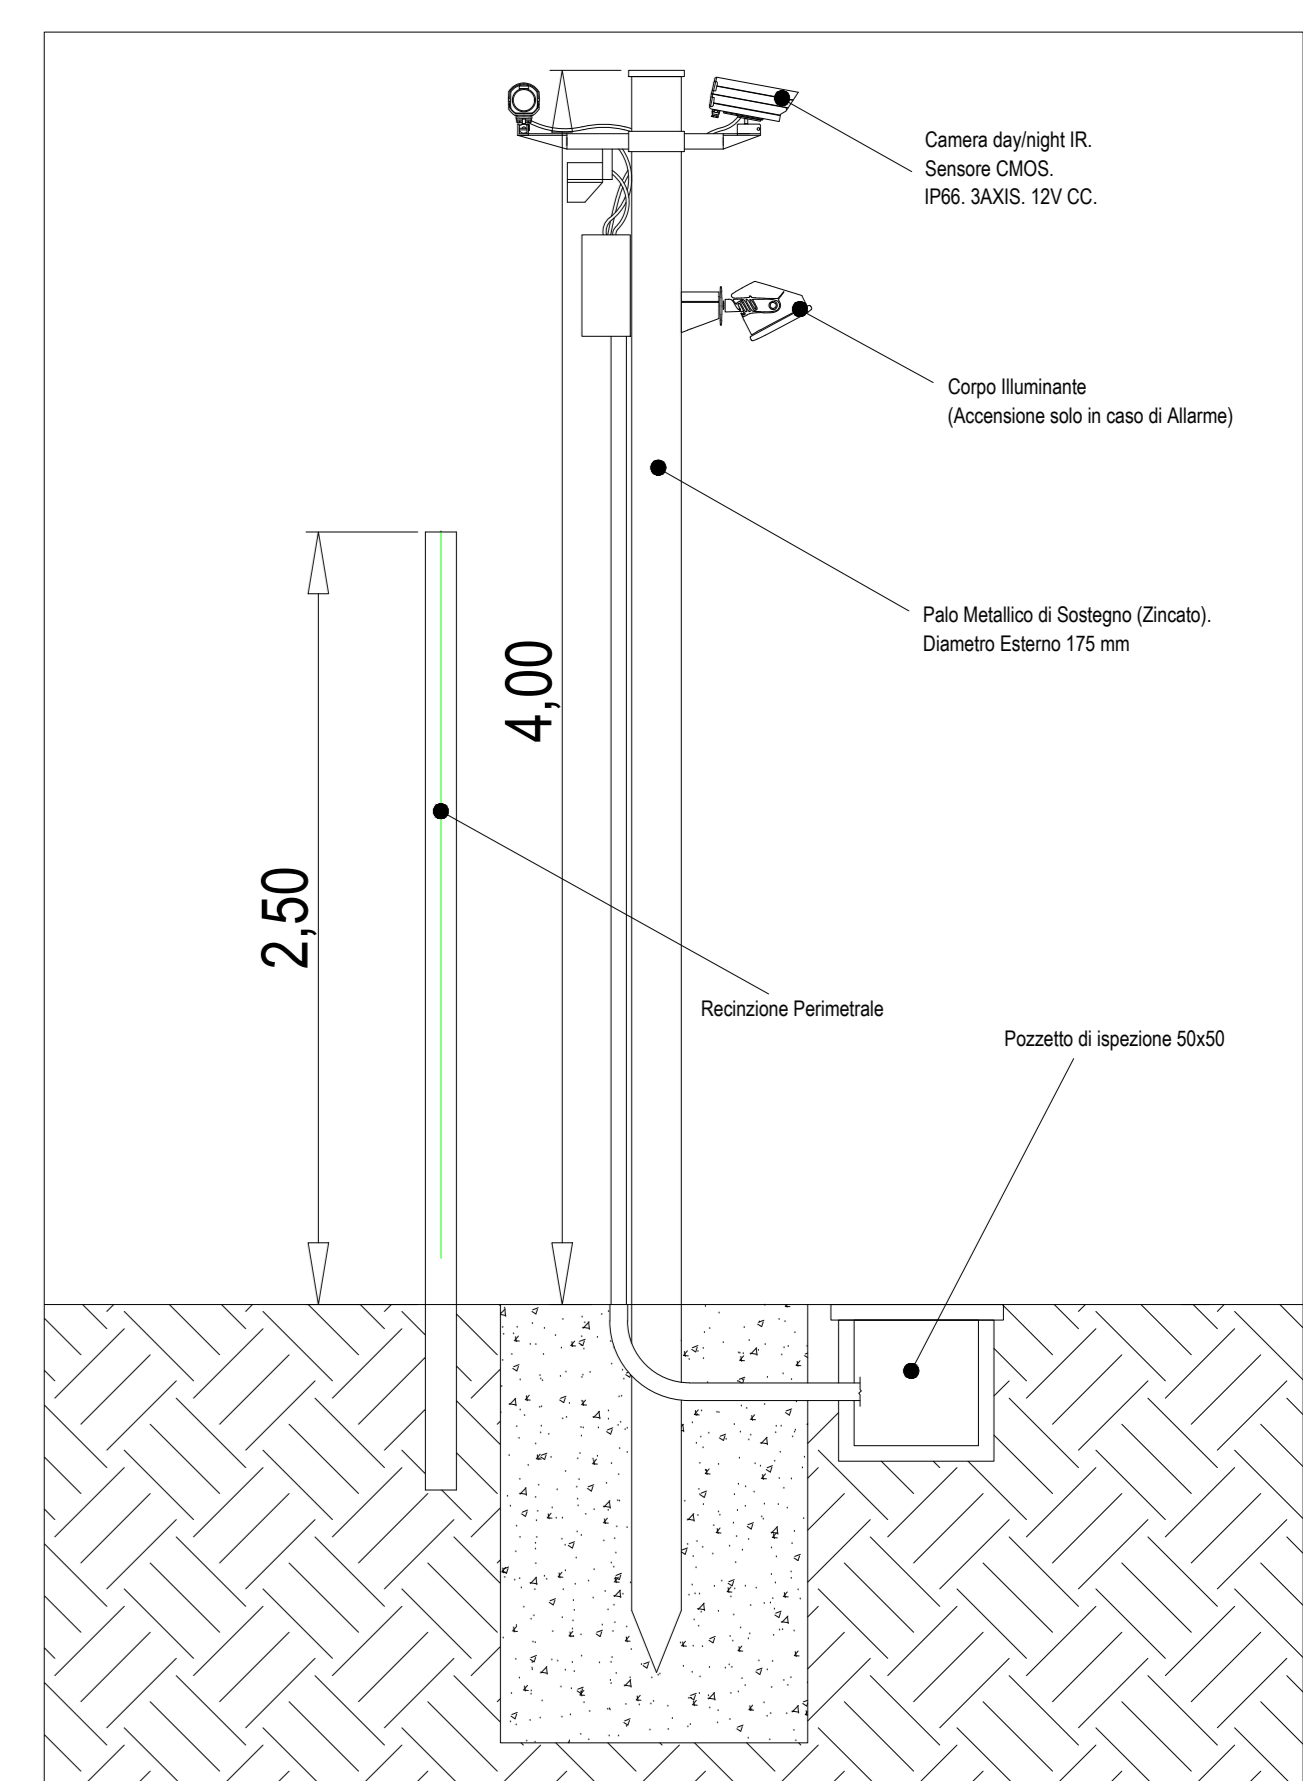 Camera day/night IR.
Sensore CMOS.
IP66. 3AXIS. 12V CC.
Corpo Illuminante
(Accensione solo in caso di Allarme)
Palo Metallico di Sostegno (Zincato).
Diametro Esterno 175 mm
4,00
2,50
Recinzione Perimetrale
Pozzetto di ispezione 50x50